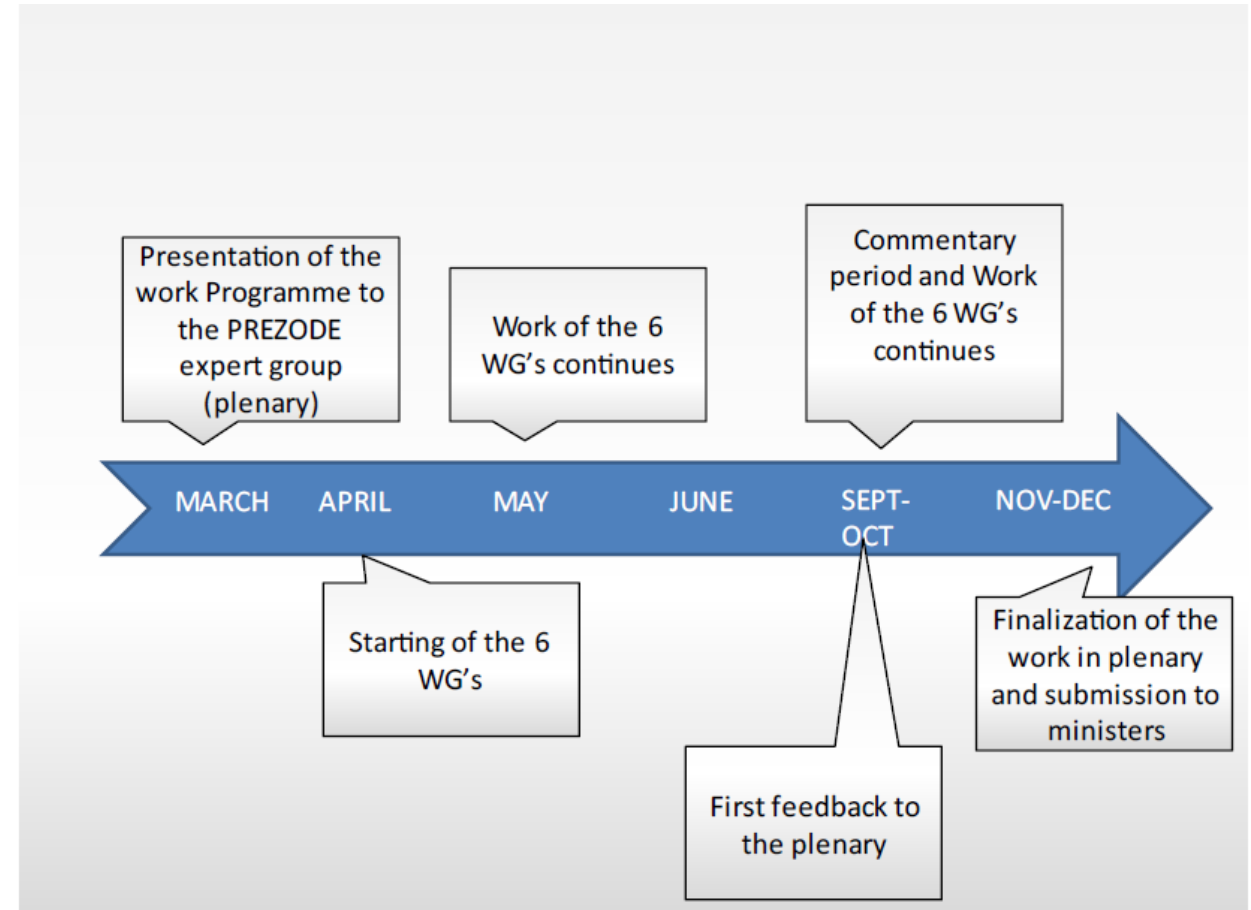 Presentation of the
work Programme to
the PREZODE
expert group
(plenary)
Work of the 6
WG's continues
Commentary
period and Work
of the 6 WG's
continues
MARCH
APRIL
MAY
JUNE
SEPT-
OCT
NOV-DEC
Starting of the 6
WG's
First feedback to
the plenary
Finalization of the
work in plenary
and submission to
ministers